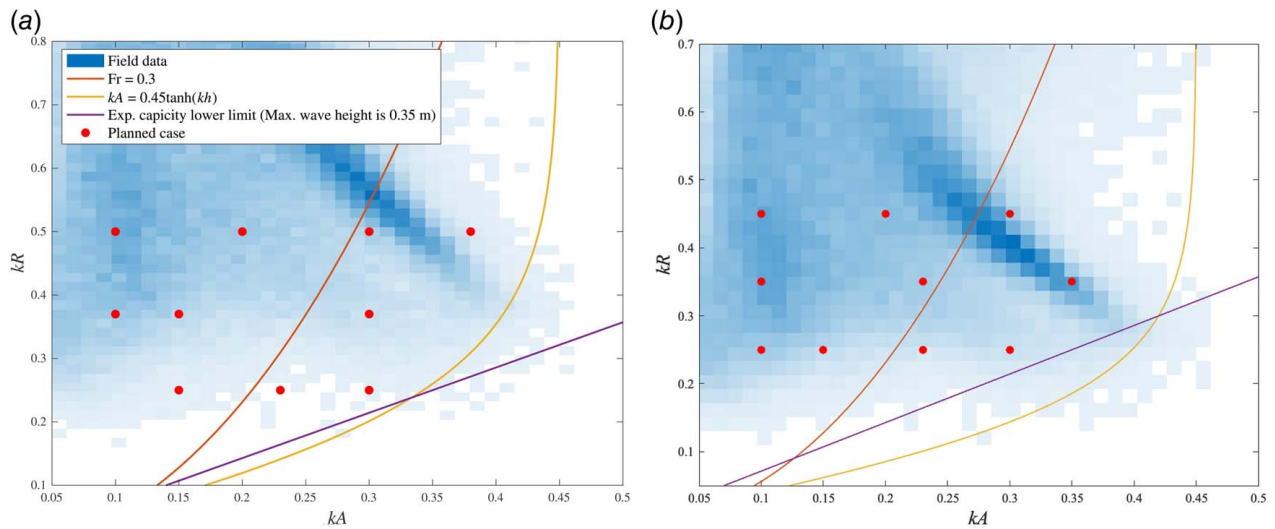 (a)
0.8
0.7
0.6
0.5
0.4
0.3
0.2
0.1
kR
0.05 0.1 0.15 0.2 0.25 0.3 0.35 0.4 0.45 0.5
kA
Field data
Fr = 0.3
kA = 0.45tanh(kh)
Exp. capicity lower limit (Max. wave height is 0.35 m)
Planned case
(b)
0.7
0.6
0.5
0.4
0.3
0.2
0.1
kR
0.05 0.1 0.15 0.2 0.25 0.3 0.35 0.4 0.45 0.5
kA